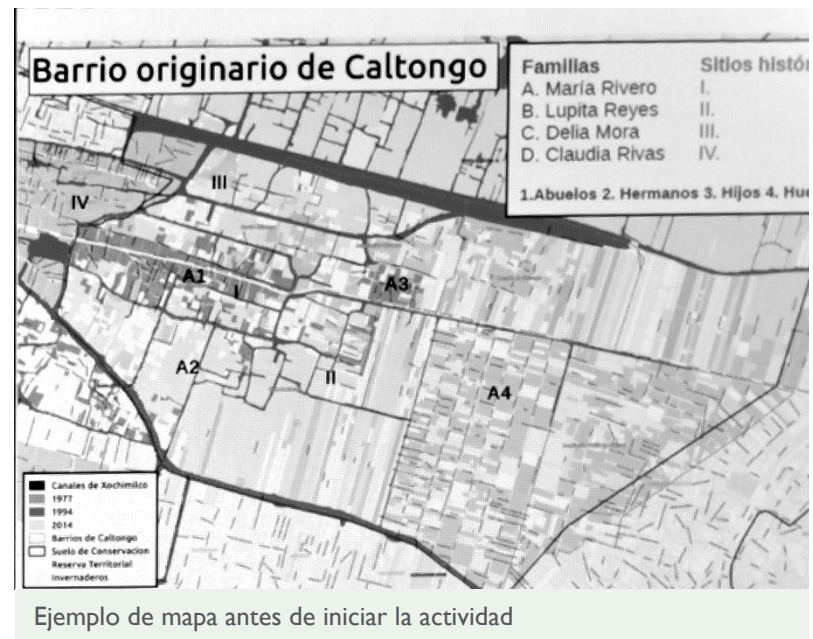 Barrio originario de Caltongo
Familias
A. María Rivero
B. Lupita Reyes
C. Delia Mora
D. Claudia Rivas
Sitios
I.
II.
III.
IV.
1.Abuelos 2. Hermanos 3. Hijos 4.
III
IV
A1
I
A3
A2
II
A4
Canales de Xochimilco
1977
1994
2014
Barrios de Caltongo
Suelo de Conservacion
Reserva Territorial
Invernaderos
Ejemplo de mapa antes de iniciar la actividad